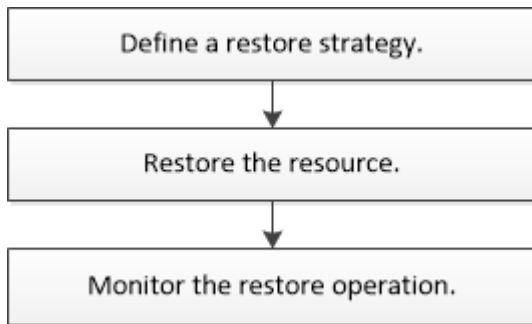 Define a restore strategy.
Restore the resource.
Monitor the restore operation.